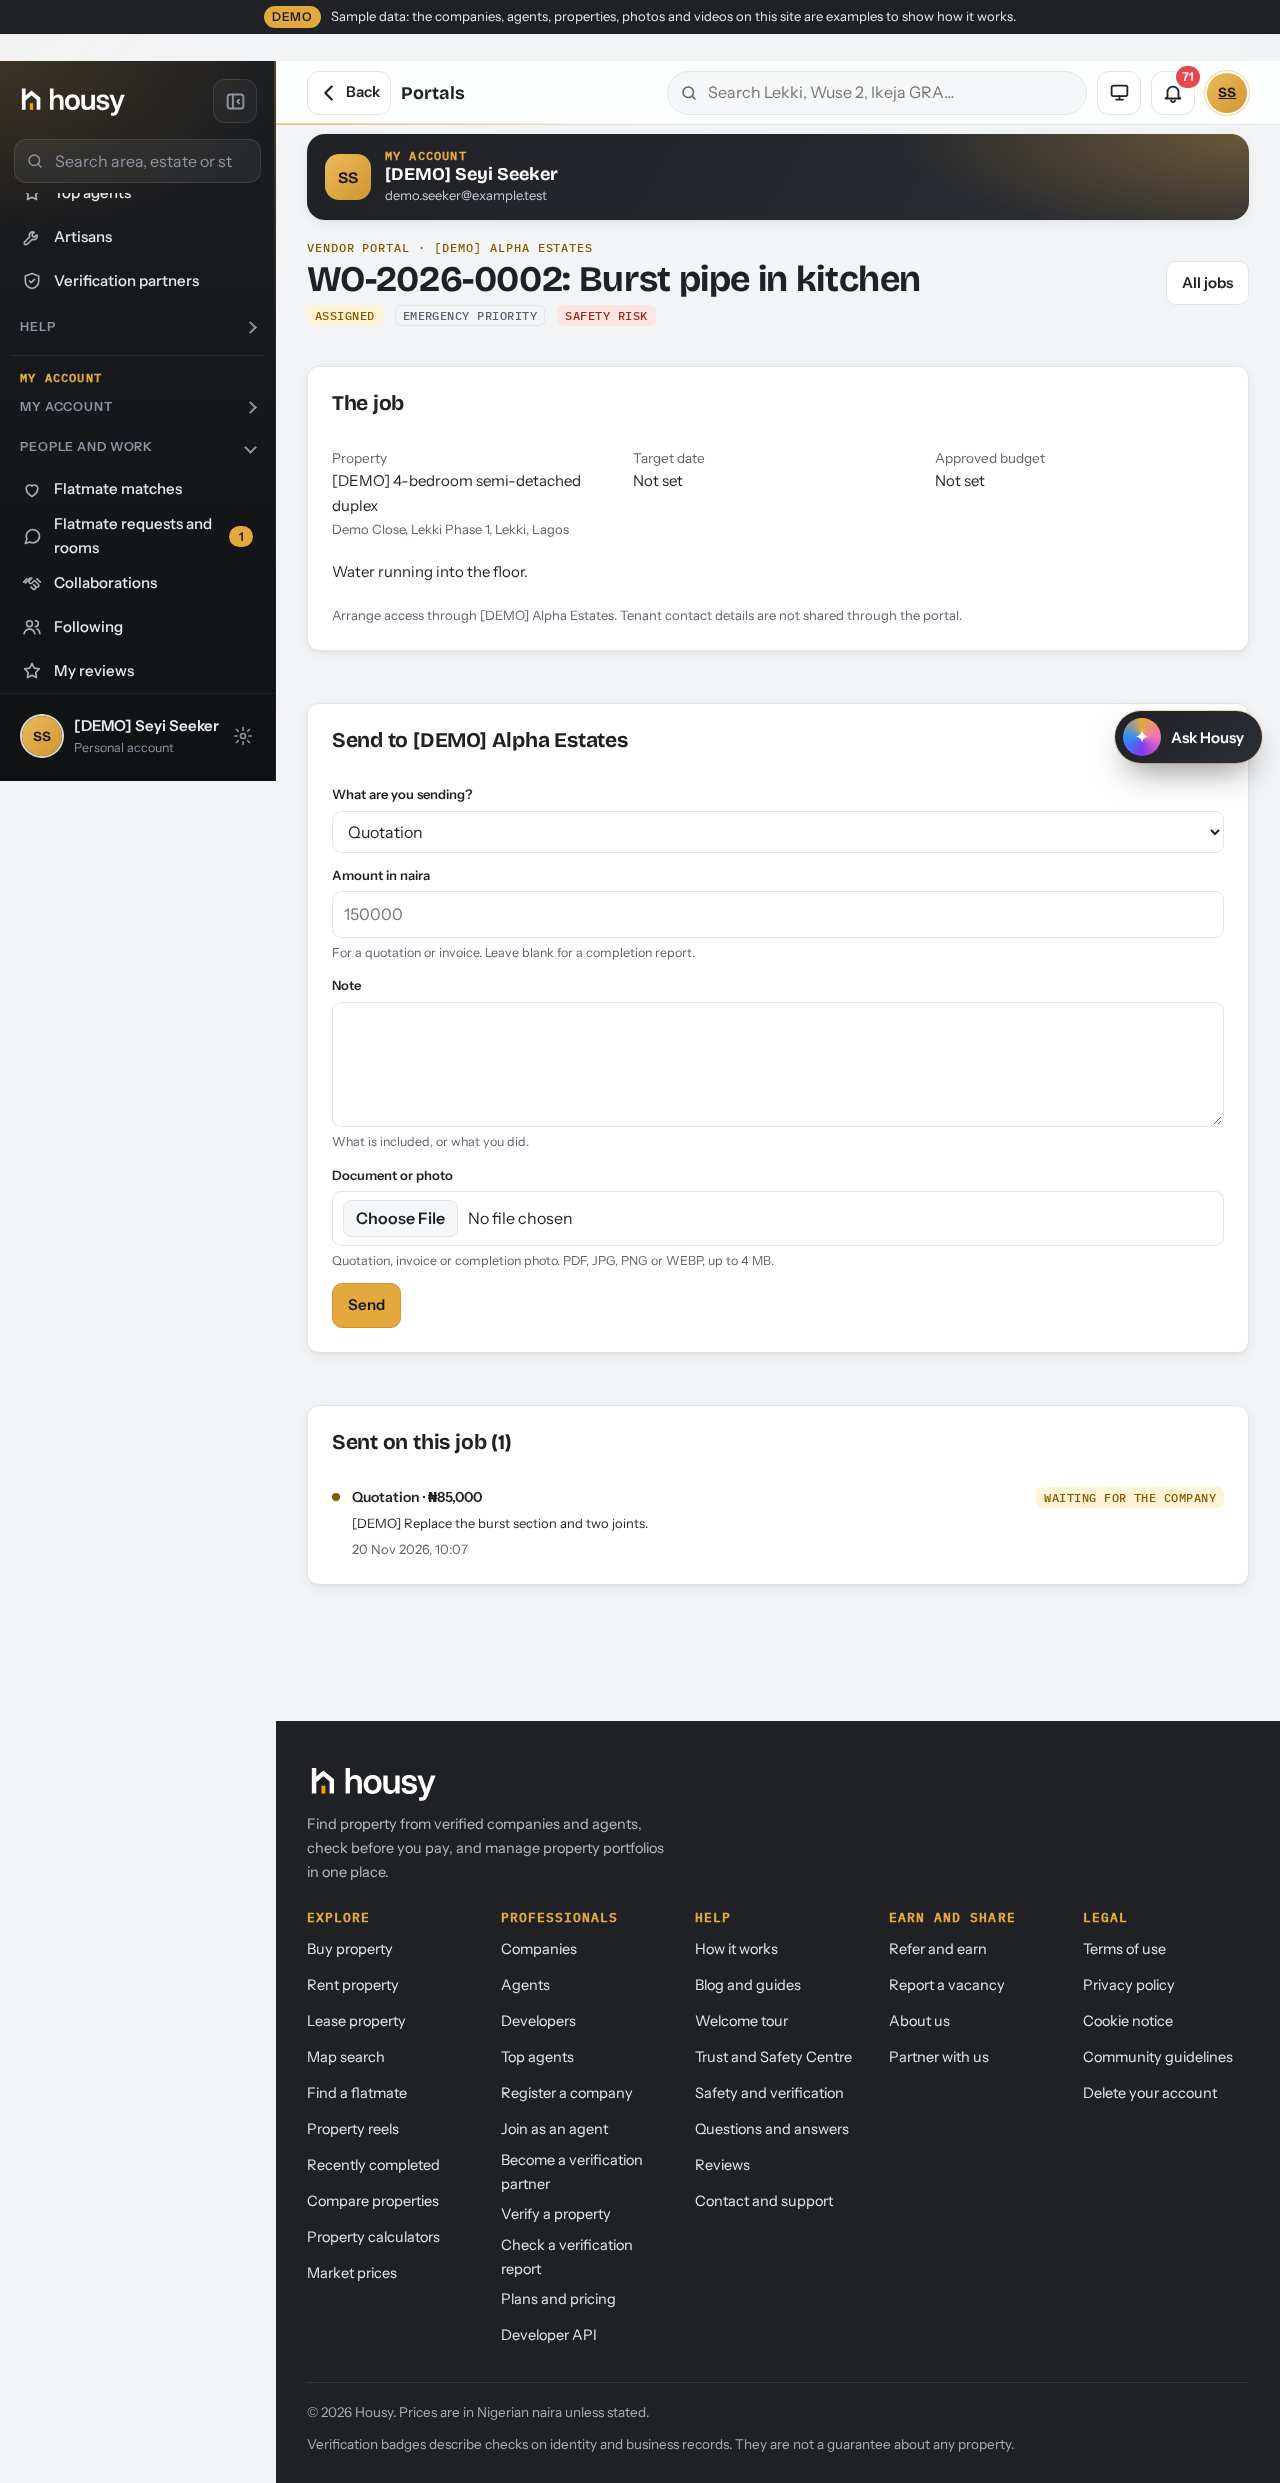 DEMO Sample data: the companies, agents, properties, photos and videos on this site are examples to show how it works.
housy
Search area, estate or st
Top agents
Artisans
Verification partners
HELP
MY ACCOUNT
MY ACCOUNT
PEOPLE AND WORK
Flatmate matches
Flatmate requests and
rooms
1
Collaborations
Following
My reviews
SS
[DEMO] Seyi Seeker
Personal account
Back
Portals
Search Lekki, Wuse 2, Ikeja GRA...
71
SS
SS
MY ACCOUNT
[DEMO] Seyi Seeker
demo.seeker@example.test
VENDOR PORTAL · [DEMO] ALPHA ESTATES
WO-2026-0002: Burst pipe in kitchen
All jobs
ASSIGNED
EMERGENCY PRIORITY
SAFETY RISK
The job
Property
[DEMO] 4-bedroom semi-detached
duplex
Demo Close, Lekki Phase 1, Lekki, Lagos
Target date
Not set
Approved budget
Not set
Water running into the floor.
Arrange access through [DEMO] Alpha Estates. Tenant contact details are not shared through the portal.
Send to [DEMO] Alpha Estates
Ask Housy
What are you sending?
Quotation
Amount in naira
150000
For a quotation or invoice. Leave blank for a completion report.
Note
What is included, or what you did.
Document or photo
Choose File No file chosen
Quotation, invoice or completion photo. PDF, JPG, PNG or WEBP, up to 4 MB.
Send
Sent on this job (1)
Quotation · ₦85,000
WAITING FOR THE COMPANY
[DEMO] Replace the burst section and two joints.
20 Nov 2026, 10:07
housy
Find property from verified companies and agents,
check before you pay, and manage property portfolios
in one place.
EXPLORE
Buy property
Rent property
Lease property
Map search
Find a flatmate
Property reels
Recently completed
Compare properties
Property calculators
Market prices
PROFESSIONALS
Companies
Agents
Developers
Top agents
Register a company
Join as an agent
Become a verification
partner
Verify a property
Check a verification
report
Plans and pricing
Developer API
HELP
How it works
Blog and guides
Welcome tour
Trust and Safety Centre
Safety and verification
Questions and answers
Reviews
Contact and support
EARN AND SHARE
Refer and earn
Report a vacancy
About us
Partner with us
LEGAL
Terms of use
Privacy policy
Cookie notice
Community guidelines
Delete your account
© 2026 Housy. Prices are in Nigerian naira unless stated.
Verification badges describe checks on identity and business records. They are not a guarantee about any property.